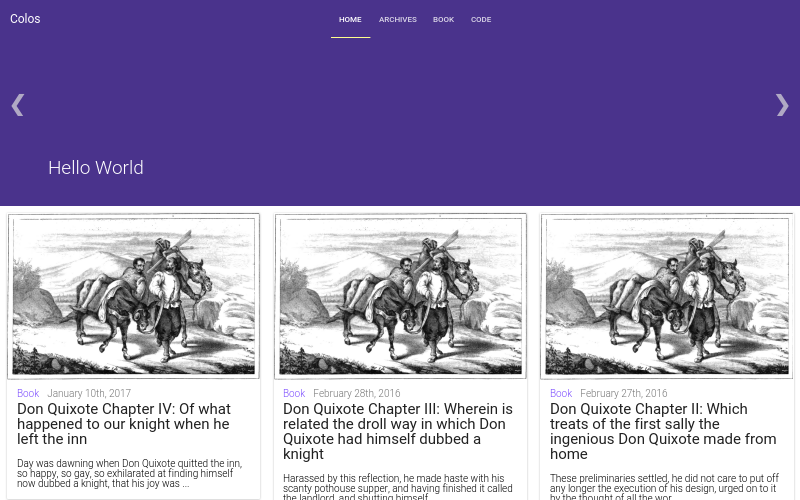 Colos
HOME ARCHIVES BOOK CODE
❮ ❯
Hello World
Book January 10th, 2017
Don Quixote Chapter IV: Of what
happened to our knight when he
left the inn
Day was dawning when Don Quixote quitted the inn,
so happy, so gay, so exhilarated at finding himself
now dubbed a knight, that his joy was ...
Book February 28th, 2016
Don Quixote Chapter III: Wherein is
related the droll way in which Don
Quixote had himself dubbed a
knight
Harassed by this reflection, he made haste with his
scanty pothouse supper, and having finished it called
the landlord, and shutting himself
Book February 27th, 2016
Don Quixote Chapter II: Which
treats of the first sally the
ingenious Don Quixote made from
home
These preliminaries settled, he did not care to put off
any longer the execution of his design, urged on to it
by the thought of all the wor